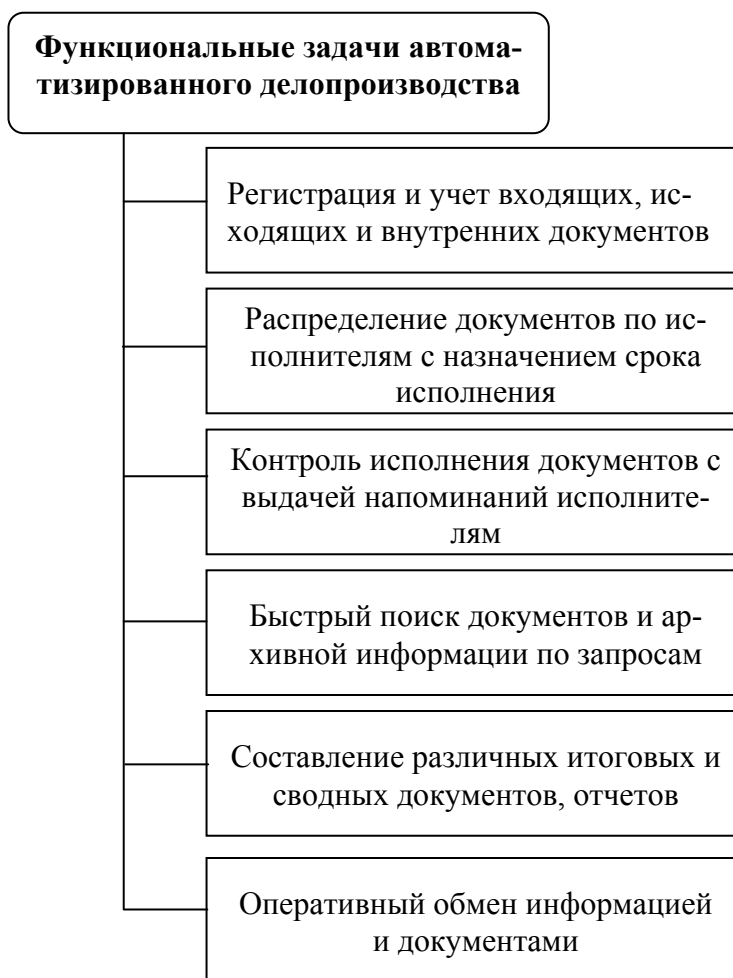 Функциональные задачи автома-
тизированного делопроизводства
Регистрация и учет входящих, ис-
ходящих и внутренних документов
Распределение документов по ис-
полнителям с назначением срока
исполнения
Контроль исполнения документов с
выдачей напоминаний исполните-
лям
Быстрый поиск документов и ар-
хивной информации по запросам
Составление различных итоговых и
сводных документов, отчетов
Оперативный обмен информацией
и документами